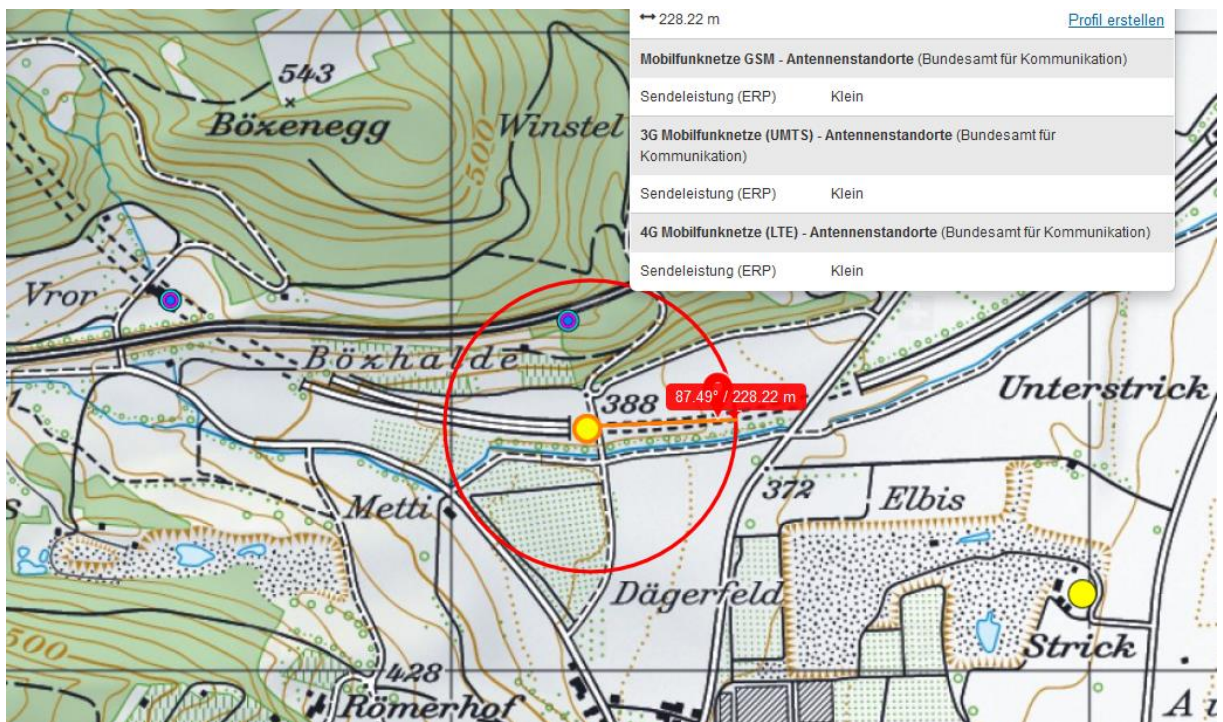 ↔ 228.22 m
Profil erstellen
Mobilfunknetze GSM - Antennenstandorte (Bundesamt für Kommunikation)
Sendeleistung (ERP) Klein
3G Mobilfunknetze (UMTS) - Antennenstandorte (Bundesamt für
Kommunikation)
Sendeleistung (ERP) Klein
4G Mobilfunknetze (LTE) - Antennenstandorte (Bundesamt für Kommunikation)
Sendeleistung (ERP) Klein
543
Böxenegg
Winstel
500
Vror
Böxhalde
87.49° / 228.22 m
388
Unterstrick
Metti
372
Elbis
Dägerfeld
Strick
500
428
Römerhof